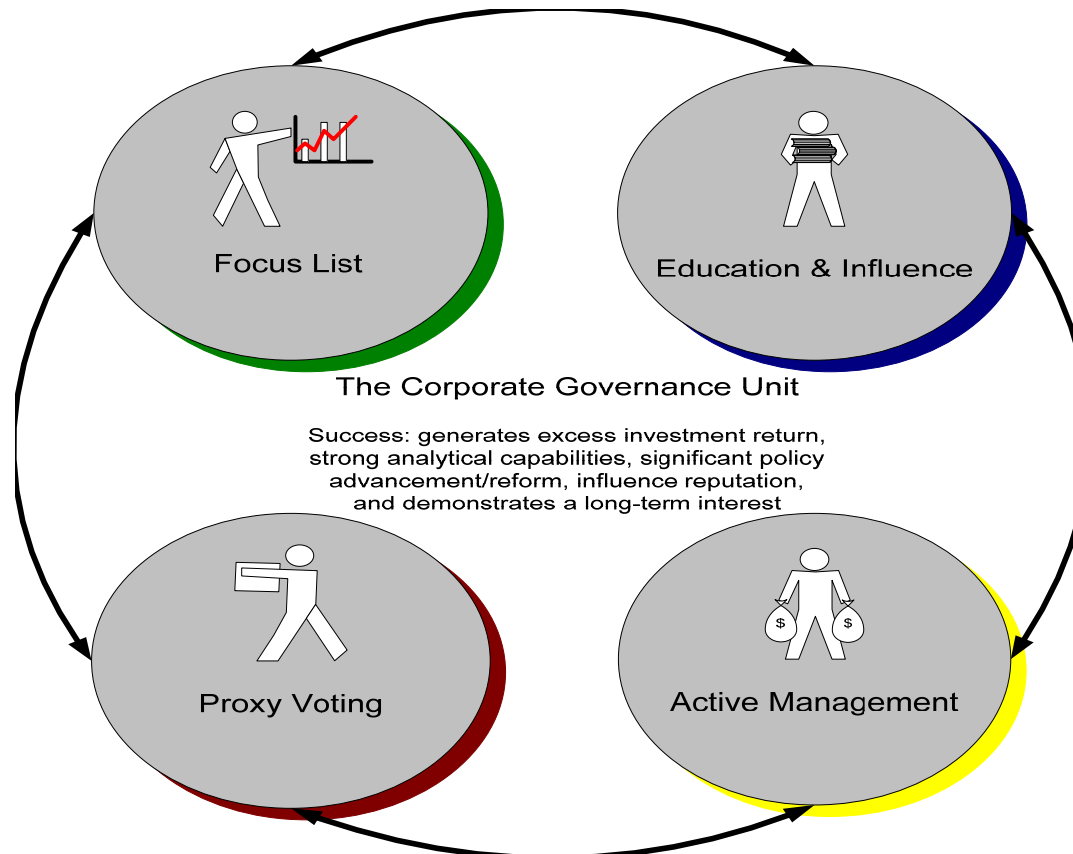 Focus List
Education & Influence
The Corporate Governance Unit
Success: generates excess investment return,
strong analytical capabilities, significant policy
advancement/reform, influence reputation,
and demonstrates a long-term interest
$ $
Proxy Voting
Active Management